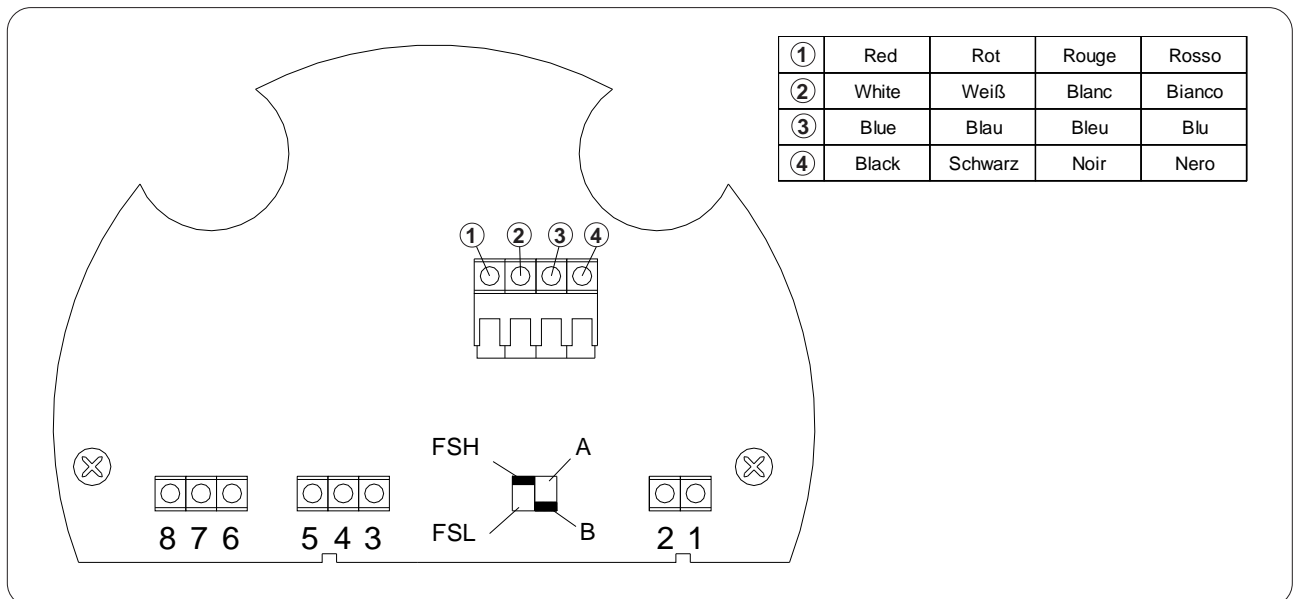 ① Red Rot Rouge Rosso
② White Weiß Blanc Bianco
③ Blue Blau Bleu Blu
④ Black Schwarz Noir Nero
① ② ③ ④
FSH A
FSL B
8 7 6 5 4 3 2 1